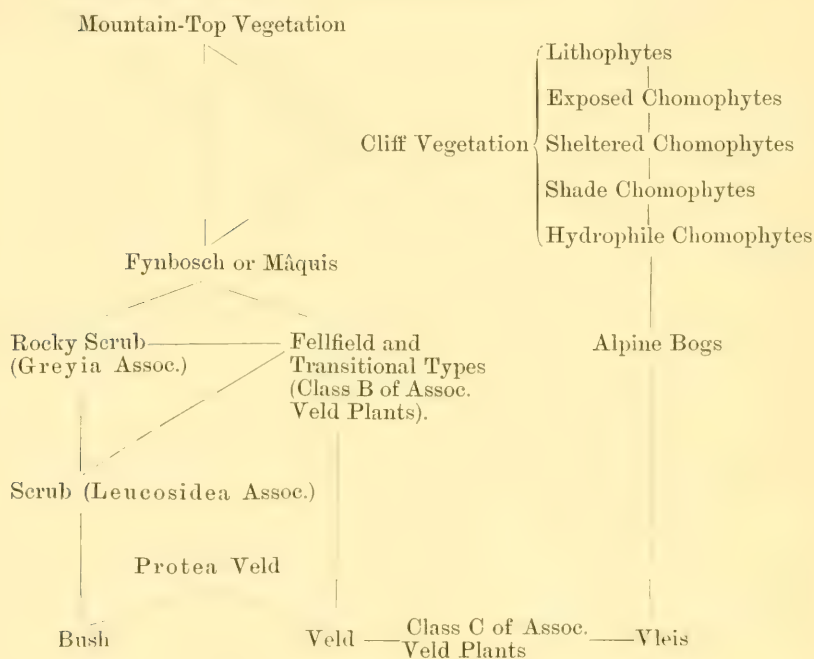 Mountain-Top Vegetation
Lithophytes
Exposed Chomophytes
Cliff Vegetation
Sheltered Chomophytes
Shade Chomophytes
Hydrophile Chomophytes
Fynbosch or Mâquis
Rocky Scrub
(Greyia Assoc.)
Fellfield and
Transitional Types
(Class B of Assoc.
Veld Plants).
Alpine Bogs
Scrub (Leucosidea Assoc.)
Protea Veld
Bush
Veld
Class C of Assoc.
Veld Plants
Vleis